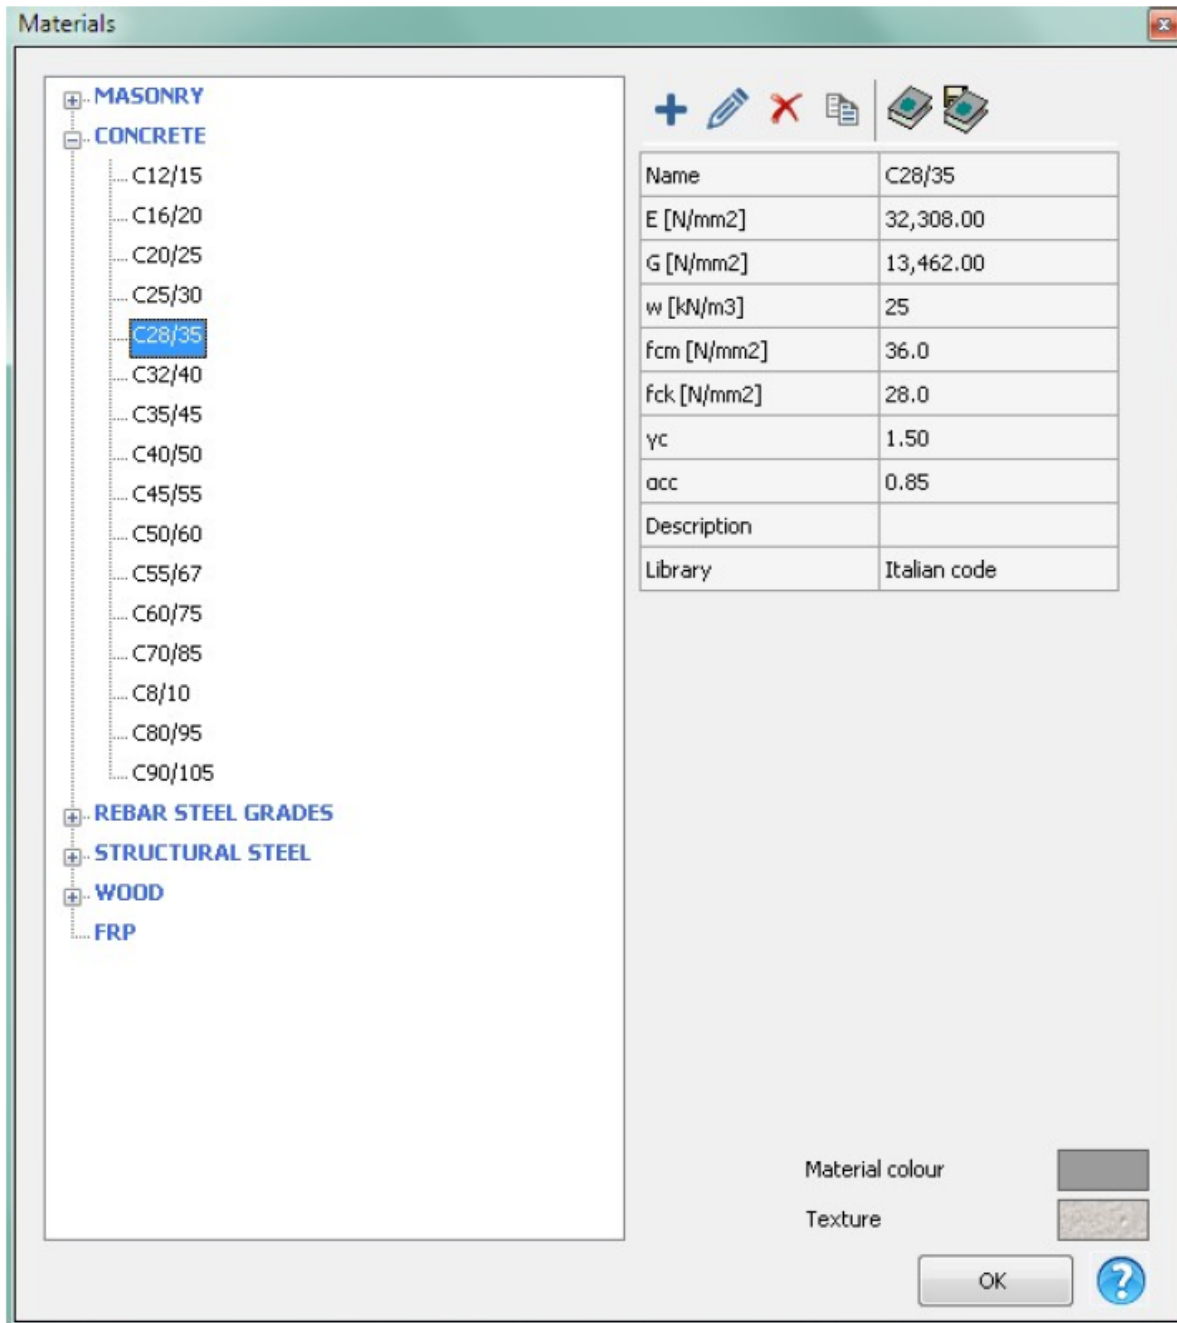 Materials
MASONRY
CONCRETE
C12/15
C16/20
C20/25
C25/30
C28/35
C32/40
C35/45
C40/50
C45/55
C50/60
C55/67
C60/75
C70/85
C8/10
C80/95
C90/105
REBAR STEEL GRADES
STRUCTURAL STEEL
WOOD
FRP
Name C28/35
E [N/mm2] 32,308.00
G [N/mm2] 13,462.00
w [kN/m3] 25
fcm [N/mm2] 36.0
fck [N/mm2] 28.0
γc 1.50
αcc 0.85
Description
Library Italian code
Material colour
Texture
OK
?